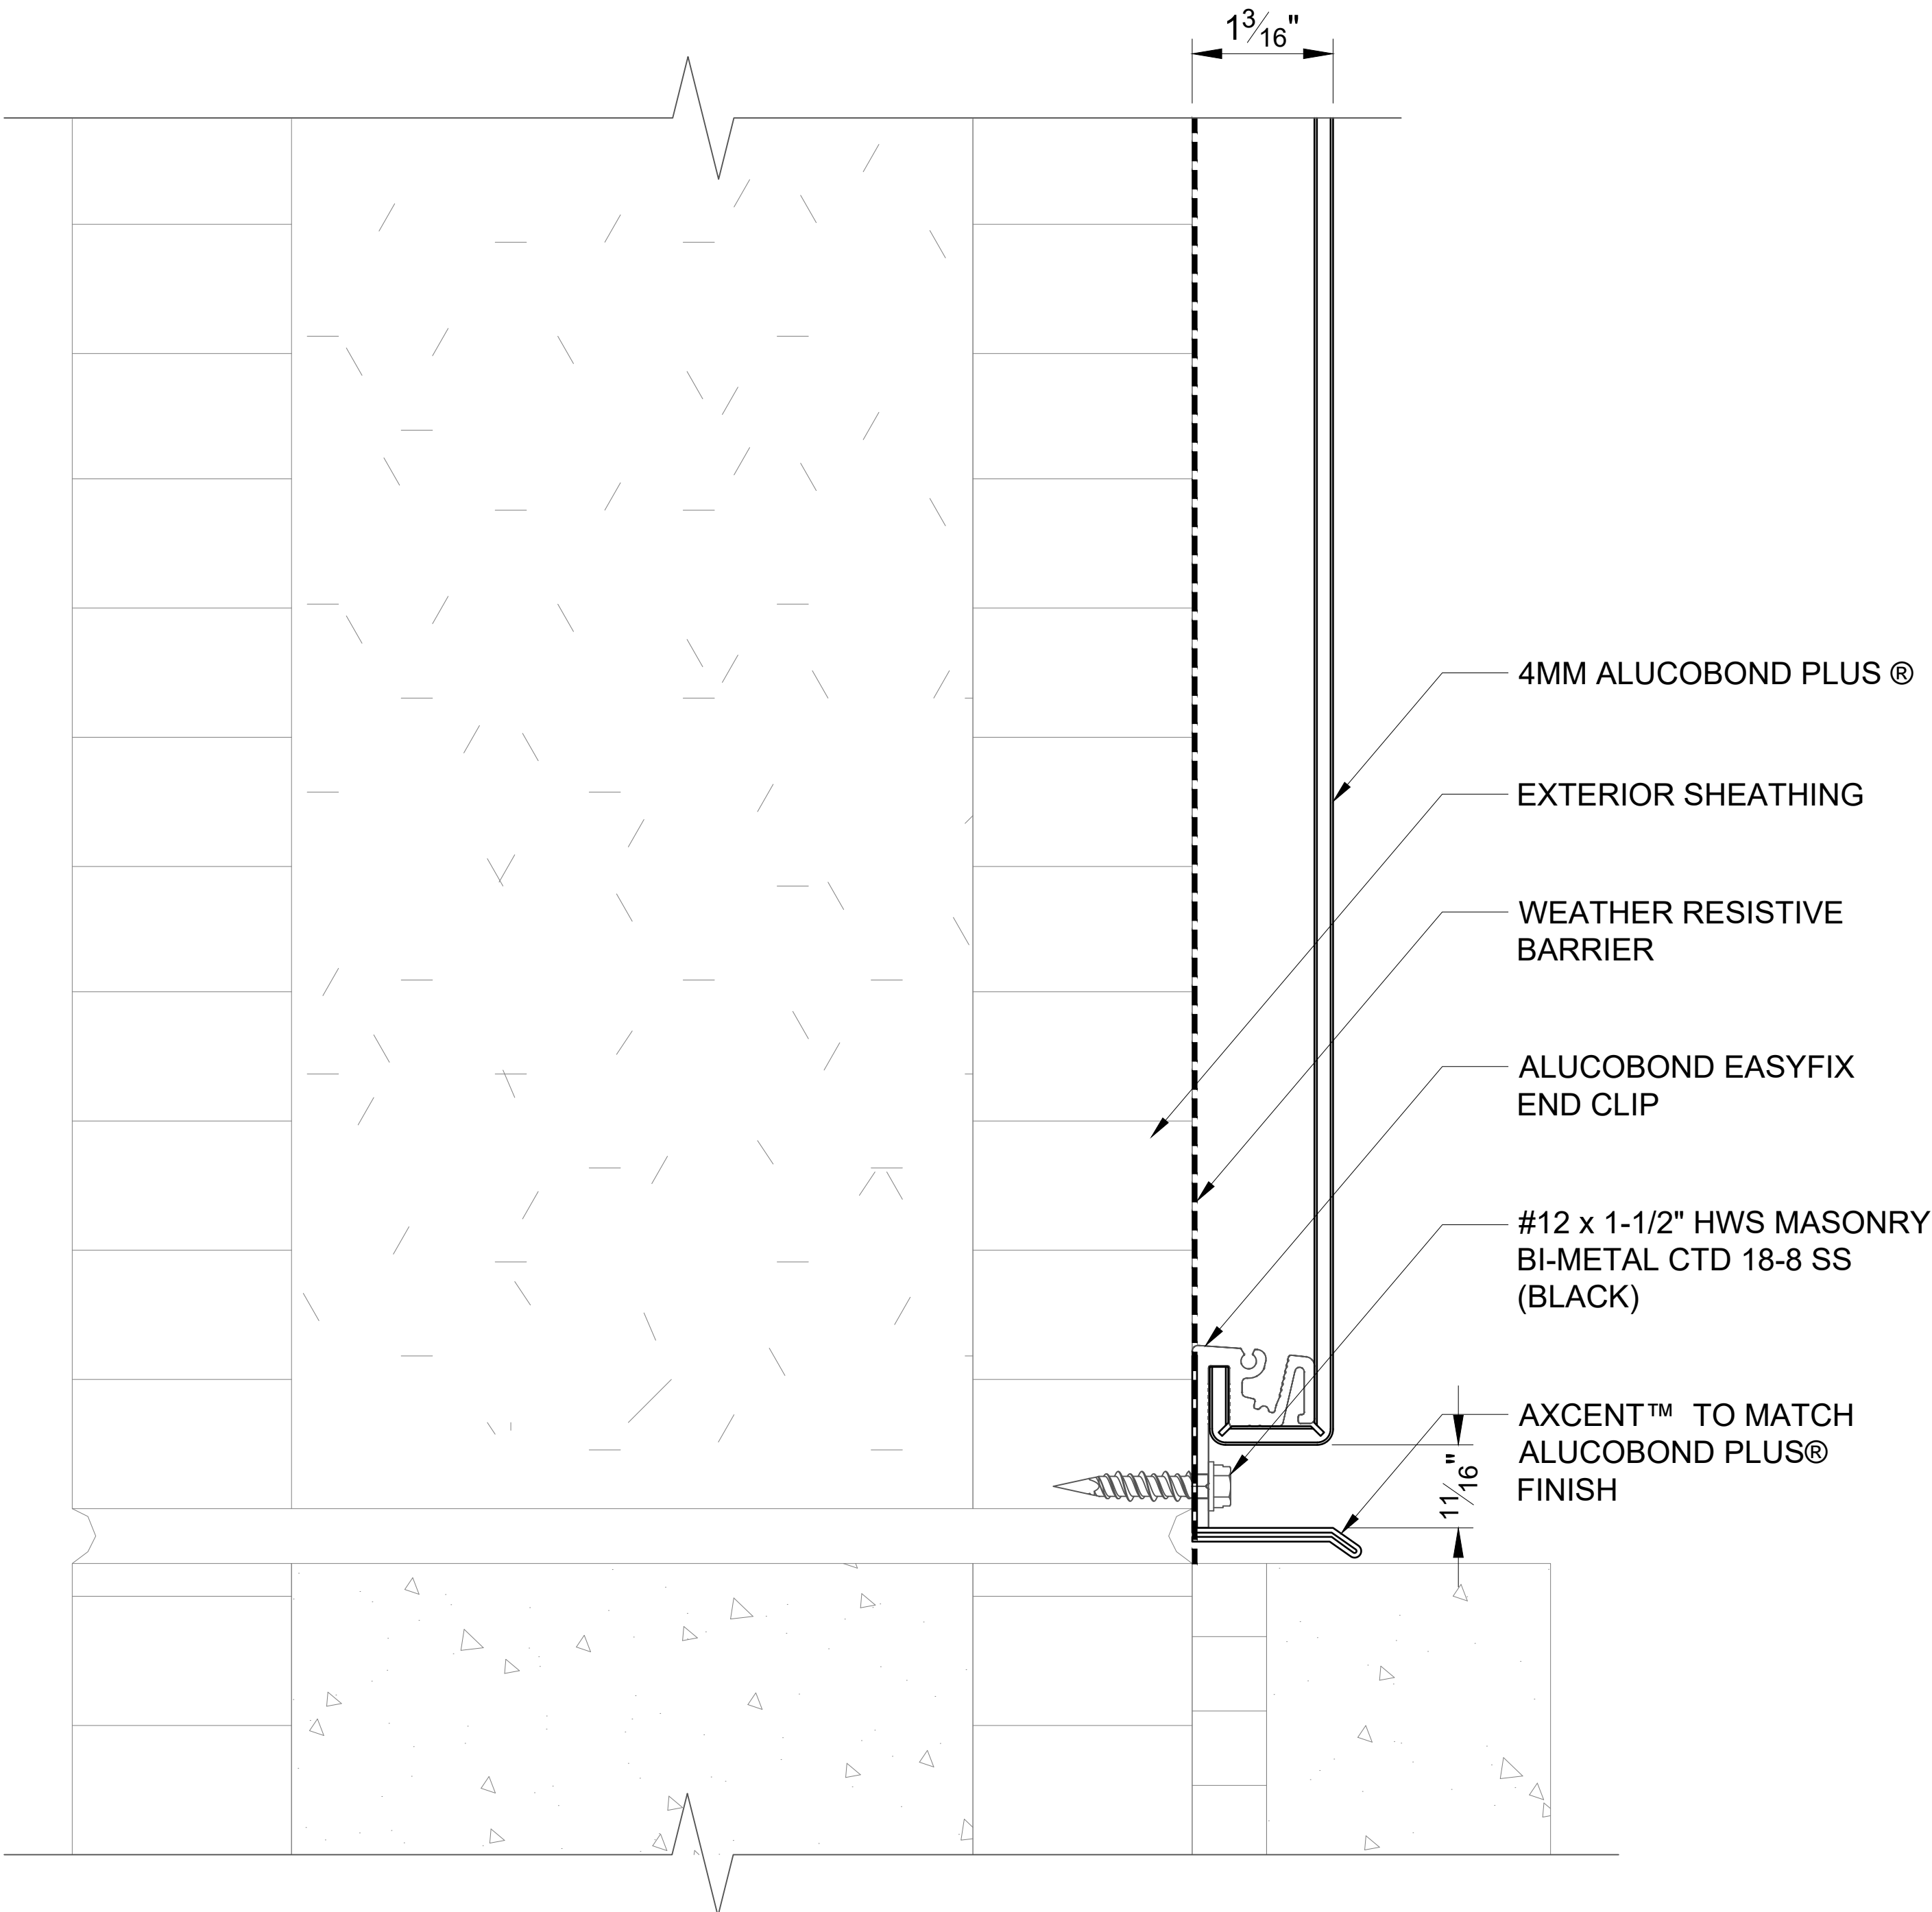 1 3/16"
4MM ALUCOBOND PLUS ®
EXTERIOR SHEATHING
WEATHER RESISTIVE
BARRIER
ALUCOBOND EASYFIX
END CLIP
#12 x 1-1/2" HWS MASONRY
BI-METAL CTD 18-8 SS
(BLACK)
AXCENT™ TO MATCH
ALUCOBOND PLUS®
FINISH
11/16"